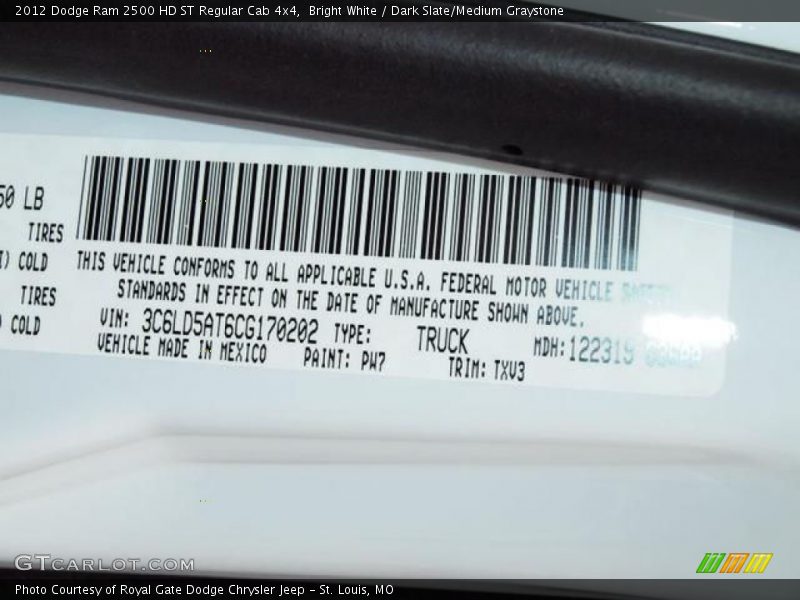 2012 Dodge Ram 2500 HD ST Regular Cab 4x4, Bright White / Dark Slate/Medium Graystone
50 LB
TIRES
COLD
TIRES
COLD
THIS VEHICLE CONFORMS TO ALL APPLICABLE U.S.A. FEDERAL MOTOR VEHICLE SAFETY
STANDARDS IN EFFECT ON THE DATE OF MANUFACTURE SHOWN ABOVE.
VIN: 3C6LD5AT6CG170202 TYPE: TRUCK MDH: 122319
VEHICLE MADE IN MEXICO PAINT: PW7 TRIM: TXV3
GTCARLOT.COM
Photo Courtesy of Royal Gate Dodge Chrysler Jeep – St. Louis, MO